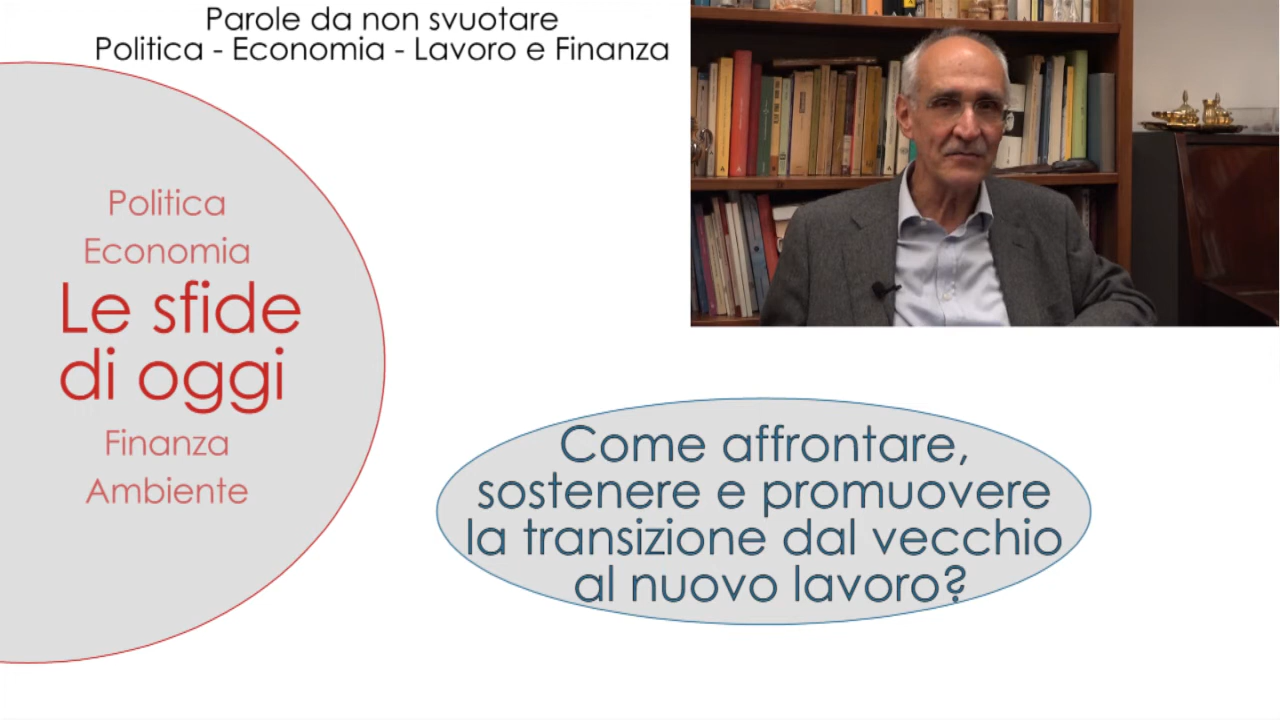 Parole da non svuotare
Politica - Economia - Lavoro e Finanza
Politica
Economia
Le sfide
di oggi
Finanza
Ambiente
Come affrontare,
sostenere e promuovere
la transizione dal vecchio
al nuovo lavoro?